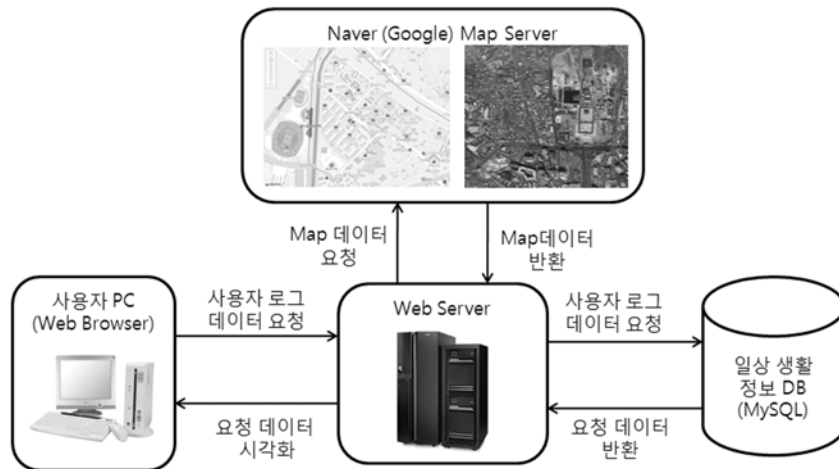 Naver (Google) Map Server
Map 데이터
요청
Map데이터
반환
사용자 PC
(Web Browser)
사용자 로그
데이터 요청
Web Server
사용자 로그
데이터 요청
일상 생활
정보 DB
(MySQL)
요청 데이터
시각화
요청 데이터
반환